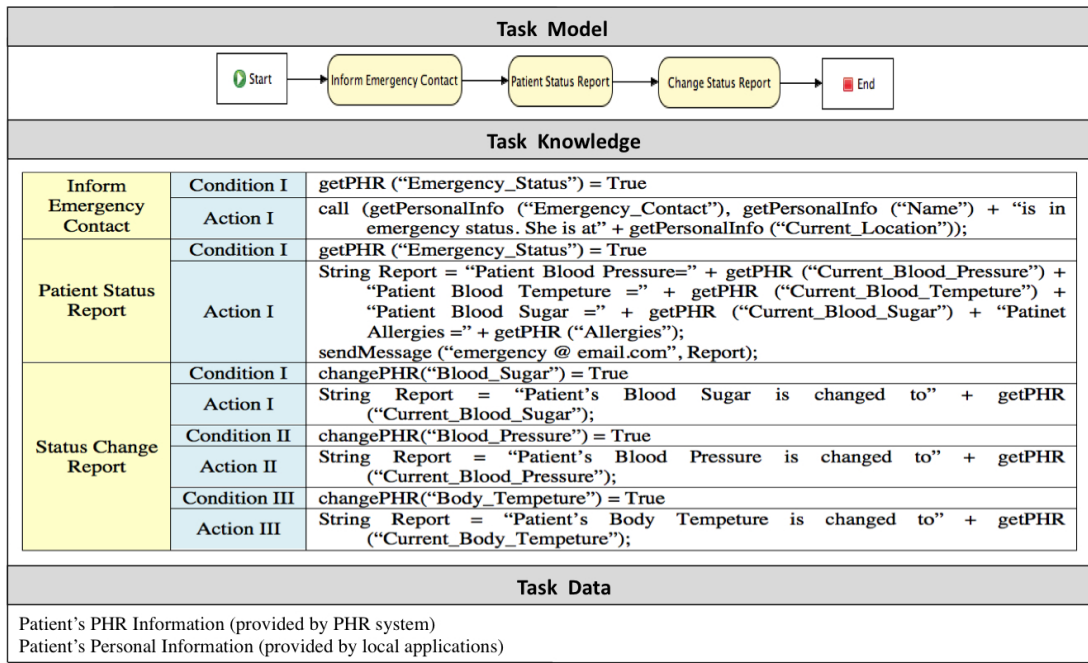 Task Model
Start
Inform Emergency Contact
Patient Status Report
Change Status Report
End
Task Knowledge
Inform
Emergency
Contact
Condition I
getPHR (“Emergency_Status”) = True
Action I
call (getPersonalInfo (“Emergency_Contact”), getPersonalInfo (“Name”) + “is in
emergency status. She is at” + getPersonalInfo (“Current_Location”));
Patient Status
Report
Condition I
getPHR (“Emergency_Status”) = True
Action I
String Report = “Patient Blood Pressure=” + getPHR (“Current_Blood_Pressure”) +
“Patient Blood Tempeture =” + getPHR (“Current_Blood_Tempeture”) +
“Patient Blood Sugar =” + getPHR (“Current_Blood_Sugar”) + “Patinet
Allergies =” + getPHR (“Allergies”);
sendMessage (“emergency @ email.com”, Report);
Status Change
Report
Condition I
changePHR(“Blood_Sugar”) = True
Action I
String Report = “Patient’s Blood Sugar is changed to” + getPHR
(“Current_Blood_Sugar”);
Condition II
changePHR(“Blood_Pressure”) = True
Action II
String Report = “Patient’s Blood Pressure is changed to” + getPHR
(“Current_Blood_Pressure”);
Condition III
changePHR(“Body_Tempeture”) = True
Action III
String Report = “Patient’s Body Tempeture is changed to” + getPHR
(“Current_Body_Tempeture”);
Task Data
Patient’s PHR Information (provided by PHR system)
Patient’s Personal Information (provided by local applications)